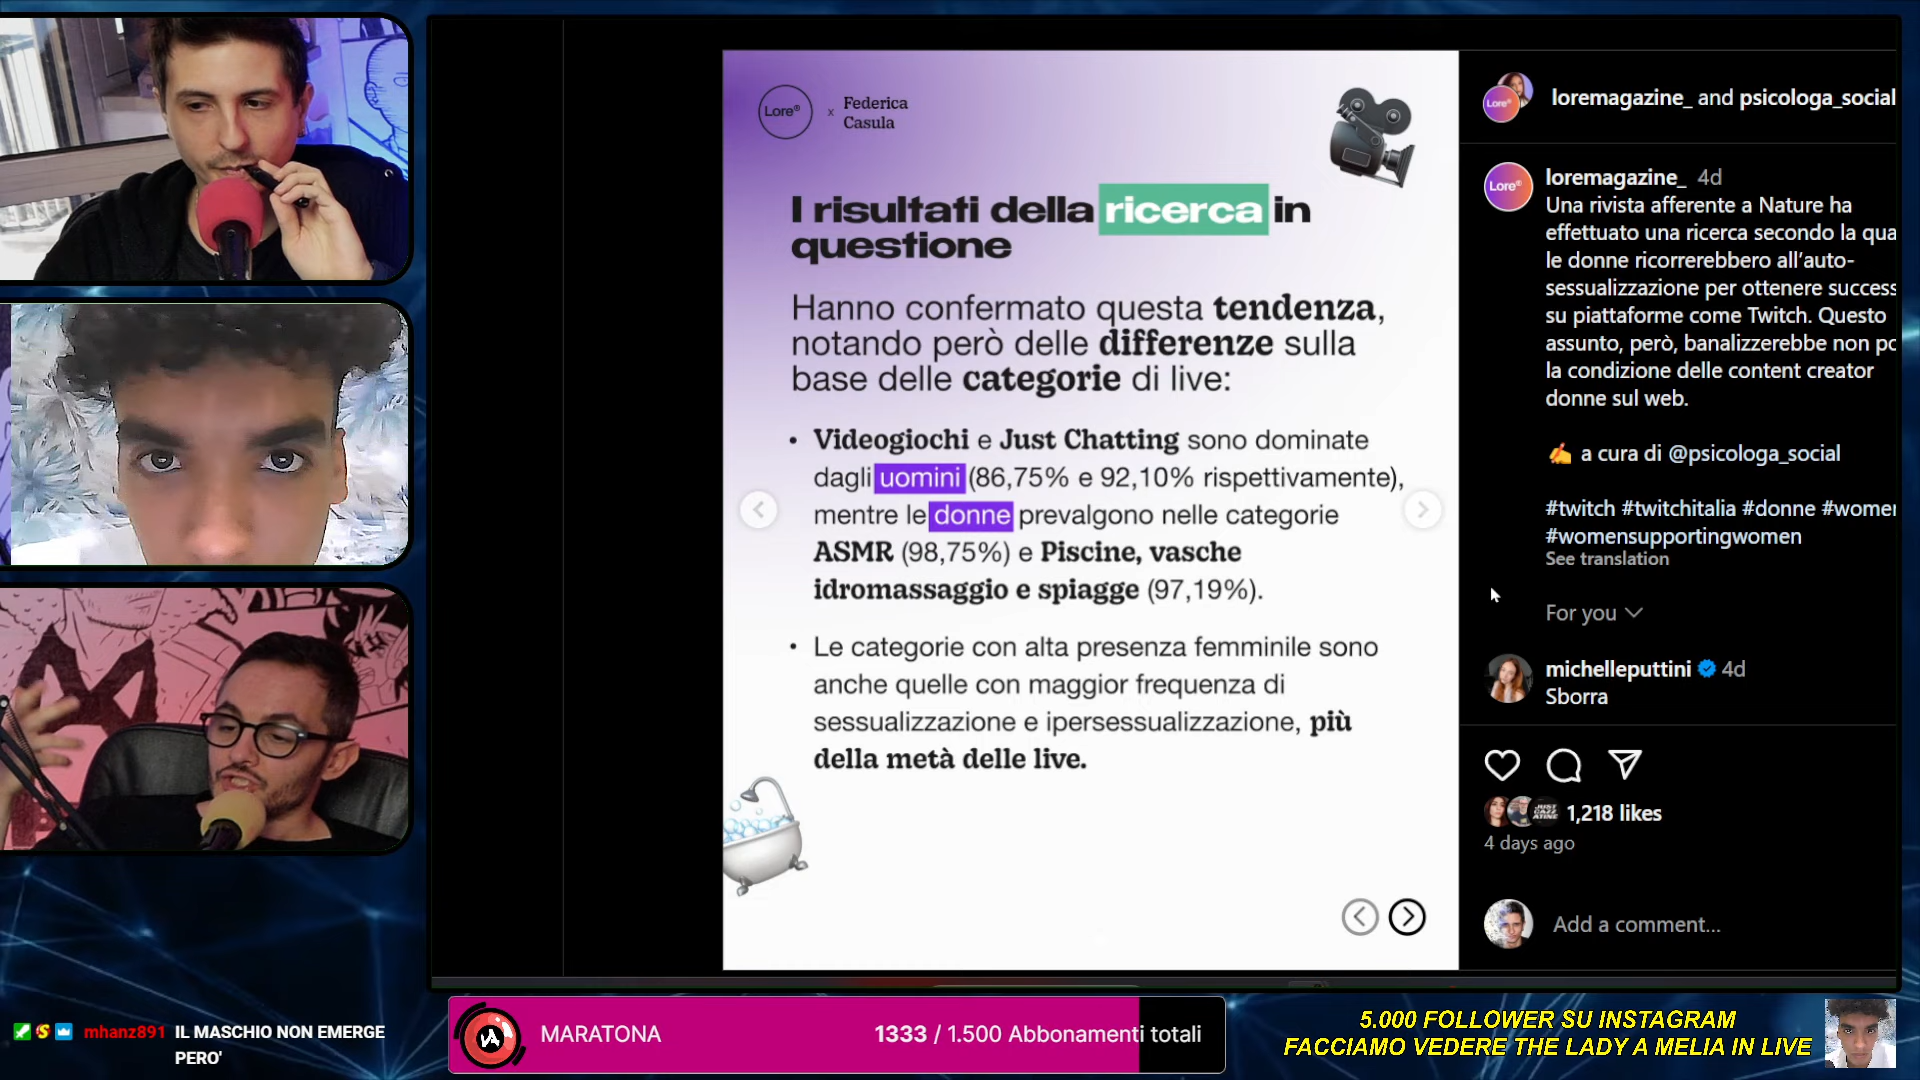 Lore®
x
Federica
Casula
I risultati della ricerca in
questione
Hanno confermato questa tendenza,
notando però delle differenze sulla
base delle categorie di live:
• Videogiochi e Just Chatting sono dominate
dagli uomini (86,75% e 92,10% rispettivamente),
mentre le donne prevalgono nelle categorie
ASMR (98,75%) e Piscine, vasche
idromassaggio e spiagge (97,19%).
• Le categorie con alta presenza femminile sono
anche quelle con maggior frequenza di
sessualizzazione e ipersessualizzazione, più
della metà delle live.
Lore®
loremagazine_ and psicologa_social
Lore®
loremagazine_ 4d
Una rivista afferente a Nature ha
effettuato una ricerca secondo la qua
le donne ricorrerebbero all'auto-
sessualizzazione per ottenere success
su piattaforme come Twitch. Questo
assunto, però, banalizzerebbe non po
la condizione delle content creator
donne sul web.
✍️ a cura di @psicologa_social
#twitch #twitchitalia #donne #women
#womensupportingwomen
See translation
For you
michelleputtini 4d
Sborra
1,218 likes
4 days ago
Add a comment...
mhanz891 IL MASCHIO NON EMERGE
PERO'
MARATONA
1333 / 1.500 Abbonamenti totali
5.000 FOLLOWER SU INSTAGRAM
FACCIAMO VEDERE THE LADY A MELIA IN LIVE